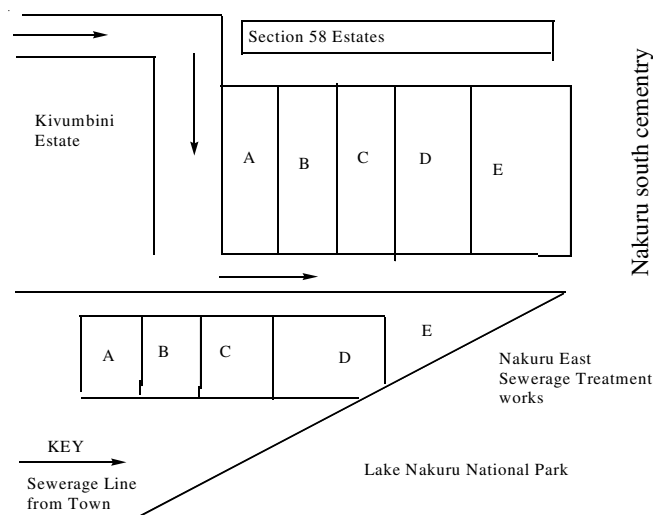 Section 58 Estates
Nakuru south cementry
Kivumbini
Estate
A
B
C
D
E
A
B
C
D
E
Nakuru East
Sewerage Treatment
works
KEY
Sewerage Line
from Town
Lake Nakuru National Park